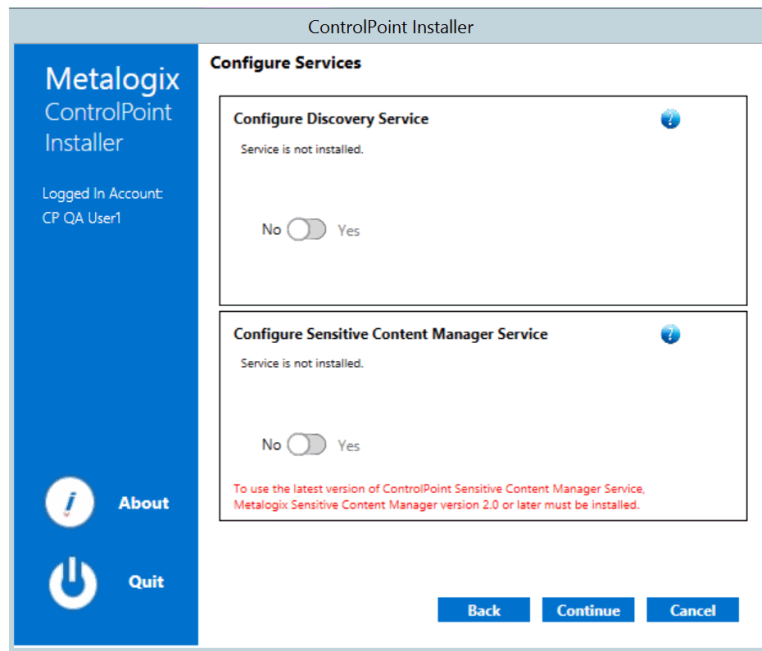 ControlPoint Installer
Metalogix
ControlPoint
Installer
Logged In Account:
CP QA User1
About
Quit
Configure Services
Configure Discovery Service
?
Service is not installed.
No Yes
Configure Sensitive Content Manager Service
?
Service is not installed.
No Yes
To use the latest version of ControlPoint Sensitive Content Manager Service,
Metalogix Sensitive Content Manager version 2.0 or later must be installed.
Back Continue Cancel